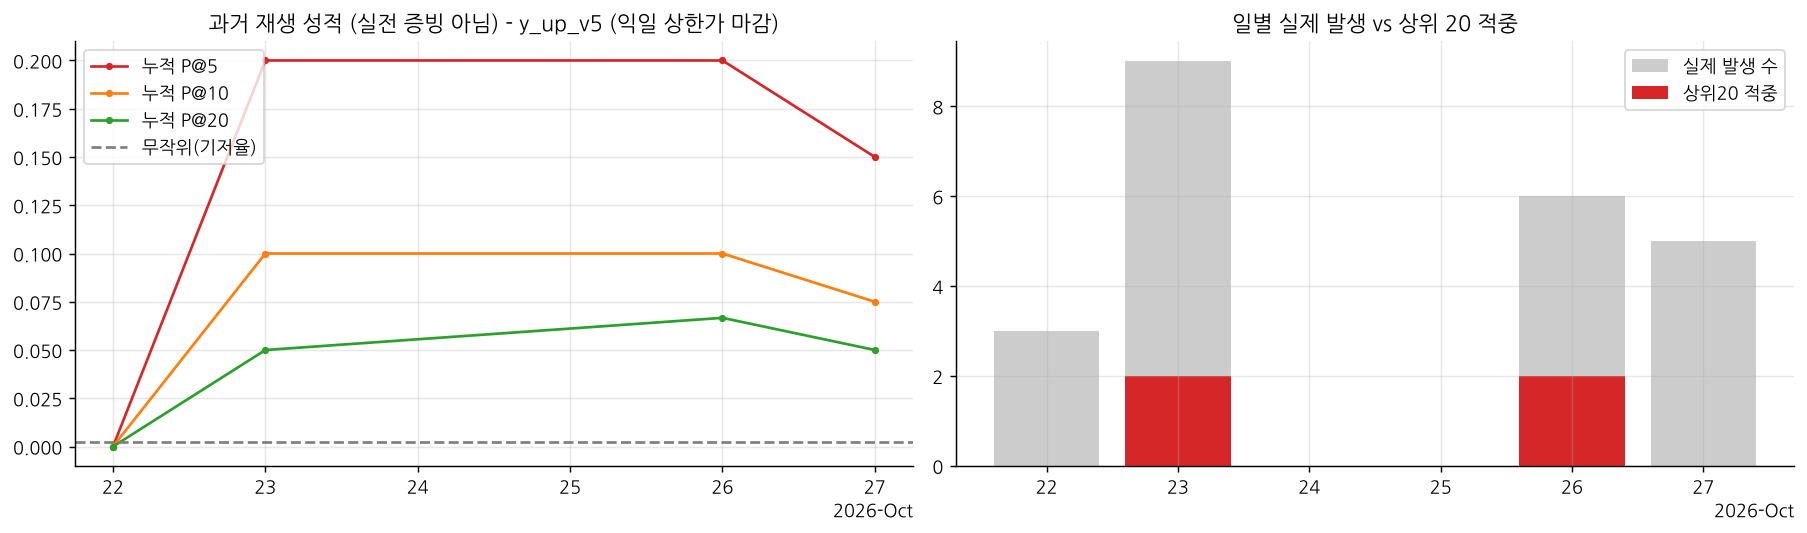 과거 재생 성적 (실전 증빙 아님) - y_up_v5 (익일 상한가 마감)
0.200
0.175
0.150
0.125
0.100
0.075
0.050
0.025
0.000
누적 P@5
누적 P@10
누적 P@20
무작위(기저율)
22 23 24 25 26 27
2026-Oct
일별 실제 발생 vs 상위 20 적중
8
6
4
2
0
실제 발생 수
상위20 적중
22 23 24 25 26 27
2026-Oct